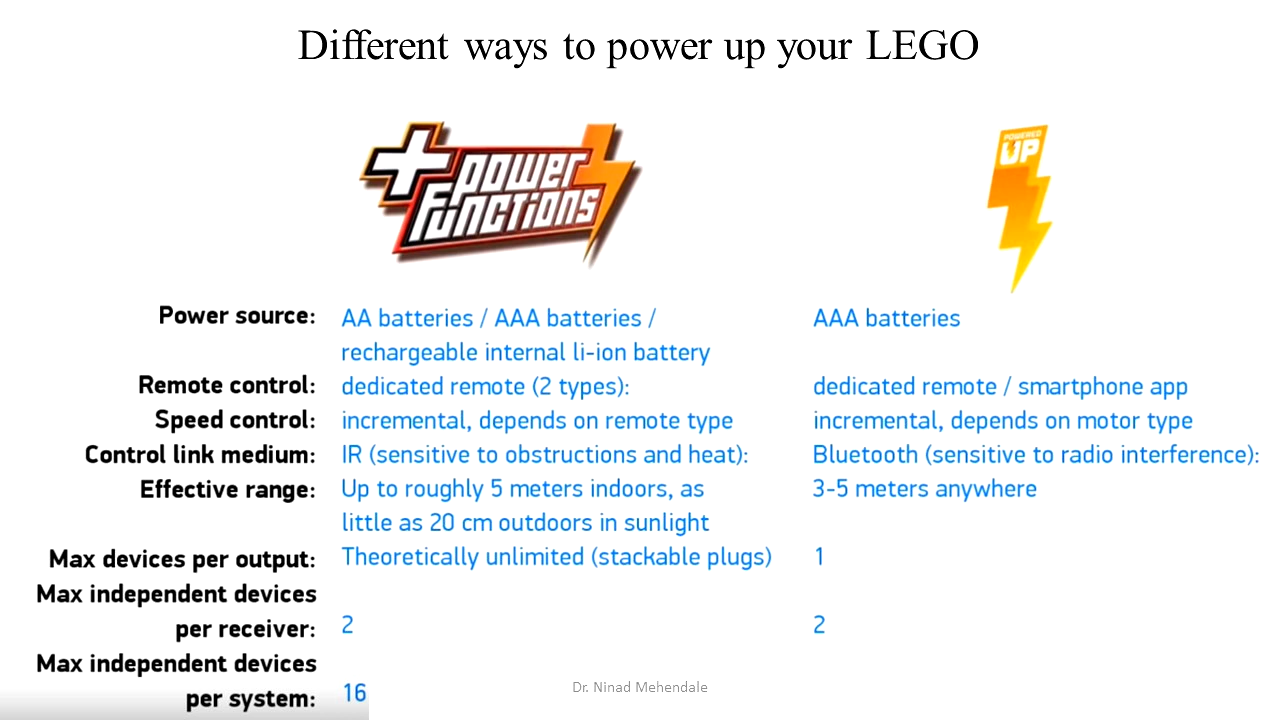 Different ways to power up your LEGO
power
functions
POWERED
UP
Power source: AA batteries / AAA batteries / AAA batteries
rechargeable internal li-ion battery
Remote control: dedicated remote (2 types): dedicated remote / smartphone app
Speed control: incremental, depends on remote type incremental, depends on motor type
Control link medium: IR (sensitive to obstructions and heat): Bluetooth (sensitive to radio interference):
Effective range: Up to roughly 5 meters indoors, as 3-5 meters anywhere
little as 20 cm outdoors in sunlight
Max devices per output: Theoretically unlimited (stackable plugs) 1
Max independent devices
per receiver: 2 2
Max independent devices
per system: 16
Dr. Ninad Mehendale